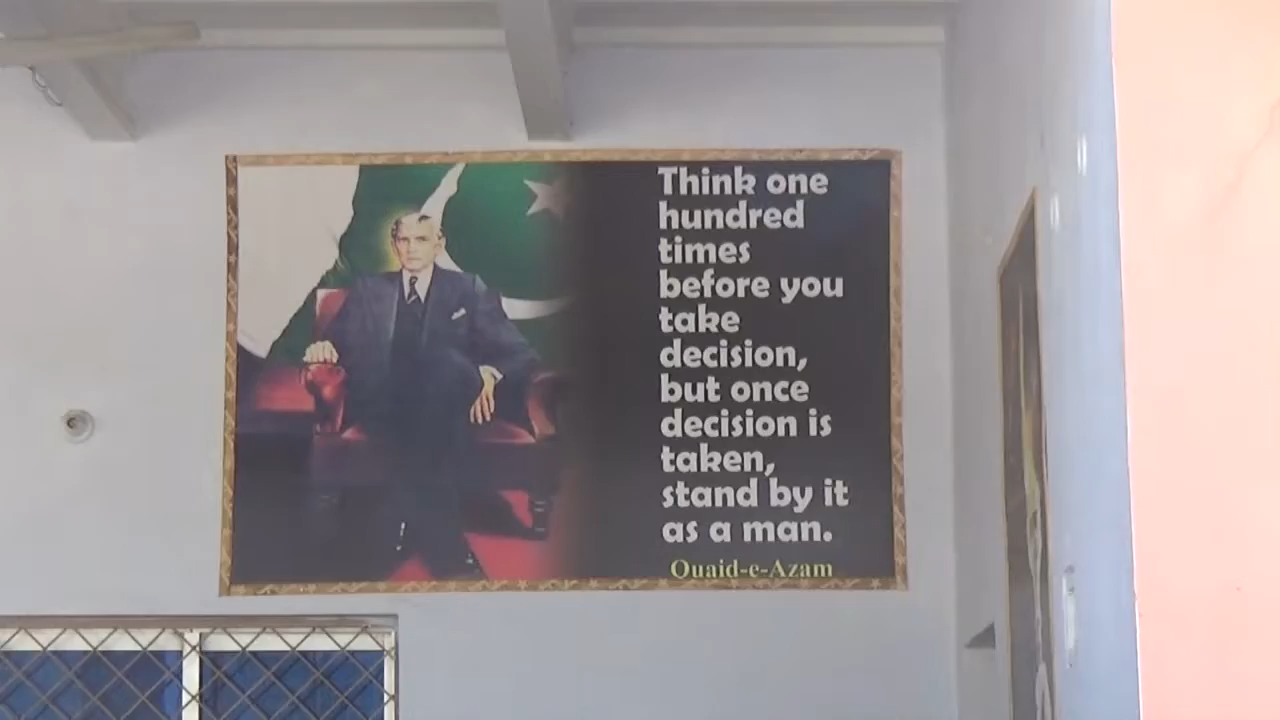 Think one
hundred
times
before you
take
decision,
but once
decision is
taken,
stand by it
as a man.
Quaid-e-Azam